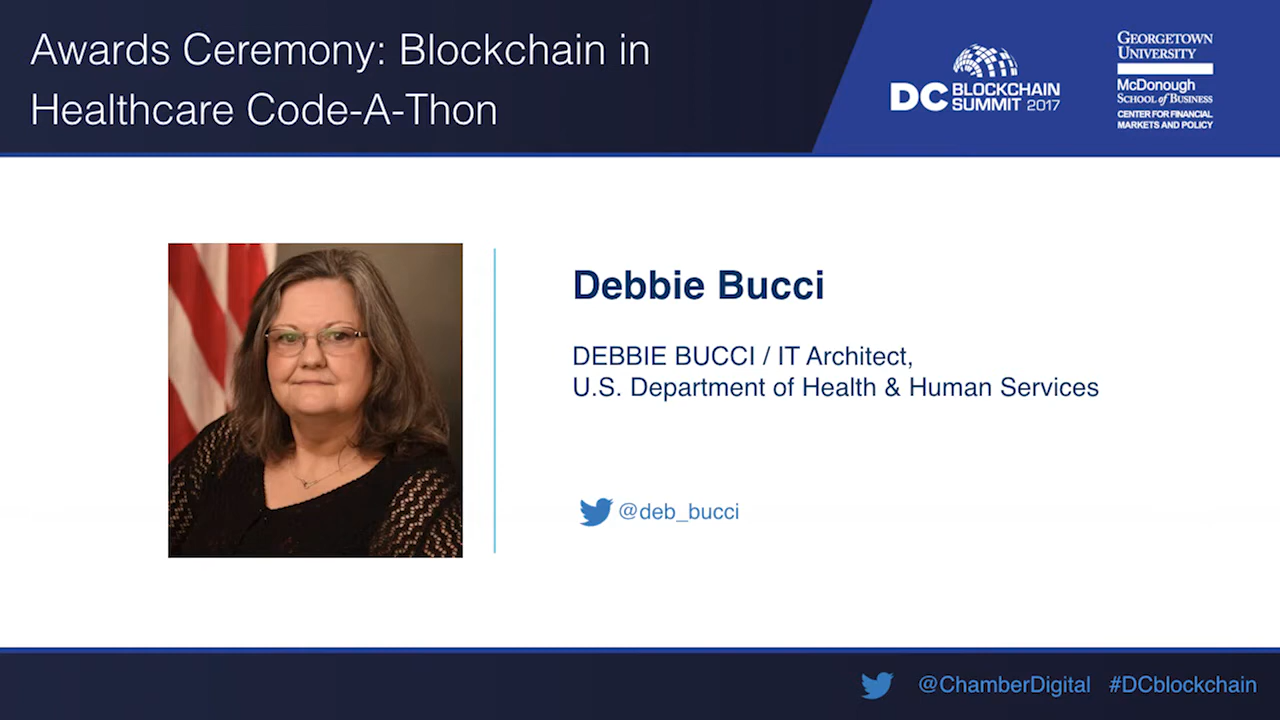 Awards Ceremony: Blockchain in
Healthcare Code-A-Thon
DC BLOCKCHAIN
SUMMIT 2017
GEORGETOWN
UNIVERSITY
McDonough
SCHOOL of BUSINESS
CENTER FOR FINANCIAL
MARKETS AND POLICY
Debbie Bucci
DEBBIE BUCCI / IT Architect,
U.S. Department of Health & Human Services
@deb_bucci
@ChamberDigital #DCblockchain